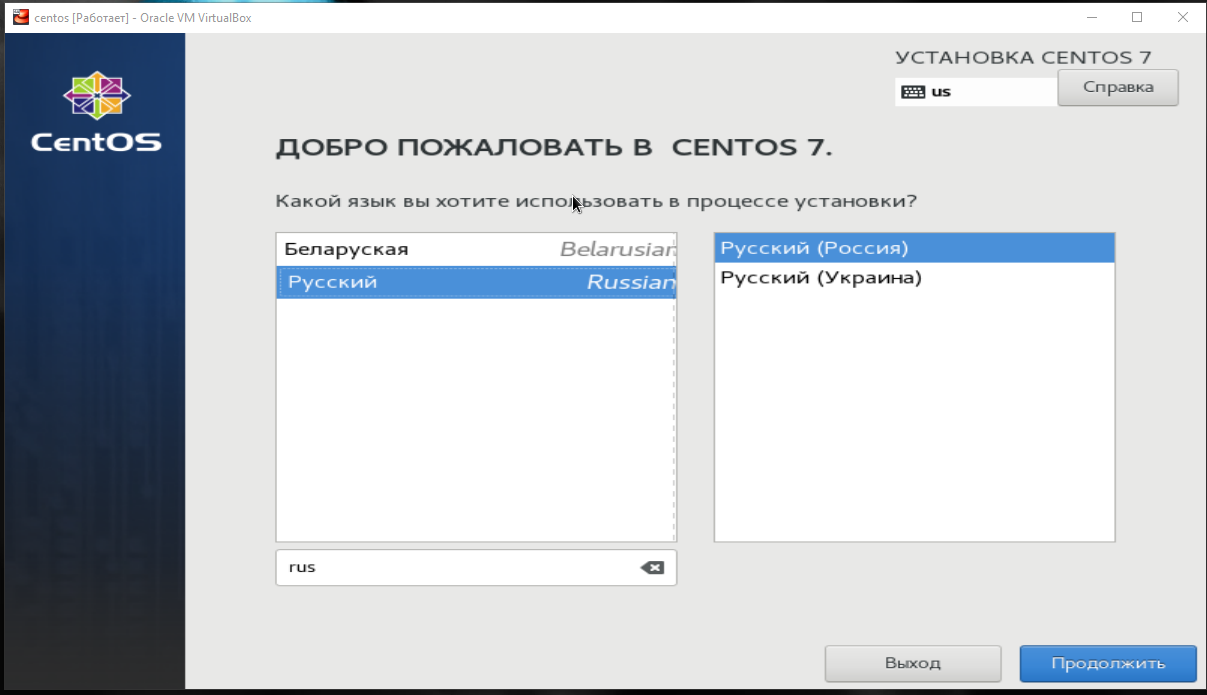 centos [Работает] - Oracle VM VirtualBox
CentOS
УСТАНОВКА CENTOS 7
us
Справка
ДОБРО ПОЖАЛОВАТЬ В CENTOS 7.
Какой язык вы хотите использовать в процессе установки?
Беларуская Belarusian
Русский Russian
Русский (Россия)
Русский (Украина)
rus
Выход
Продолжить